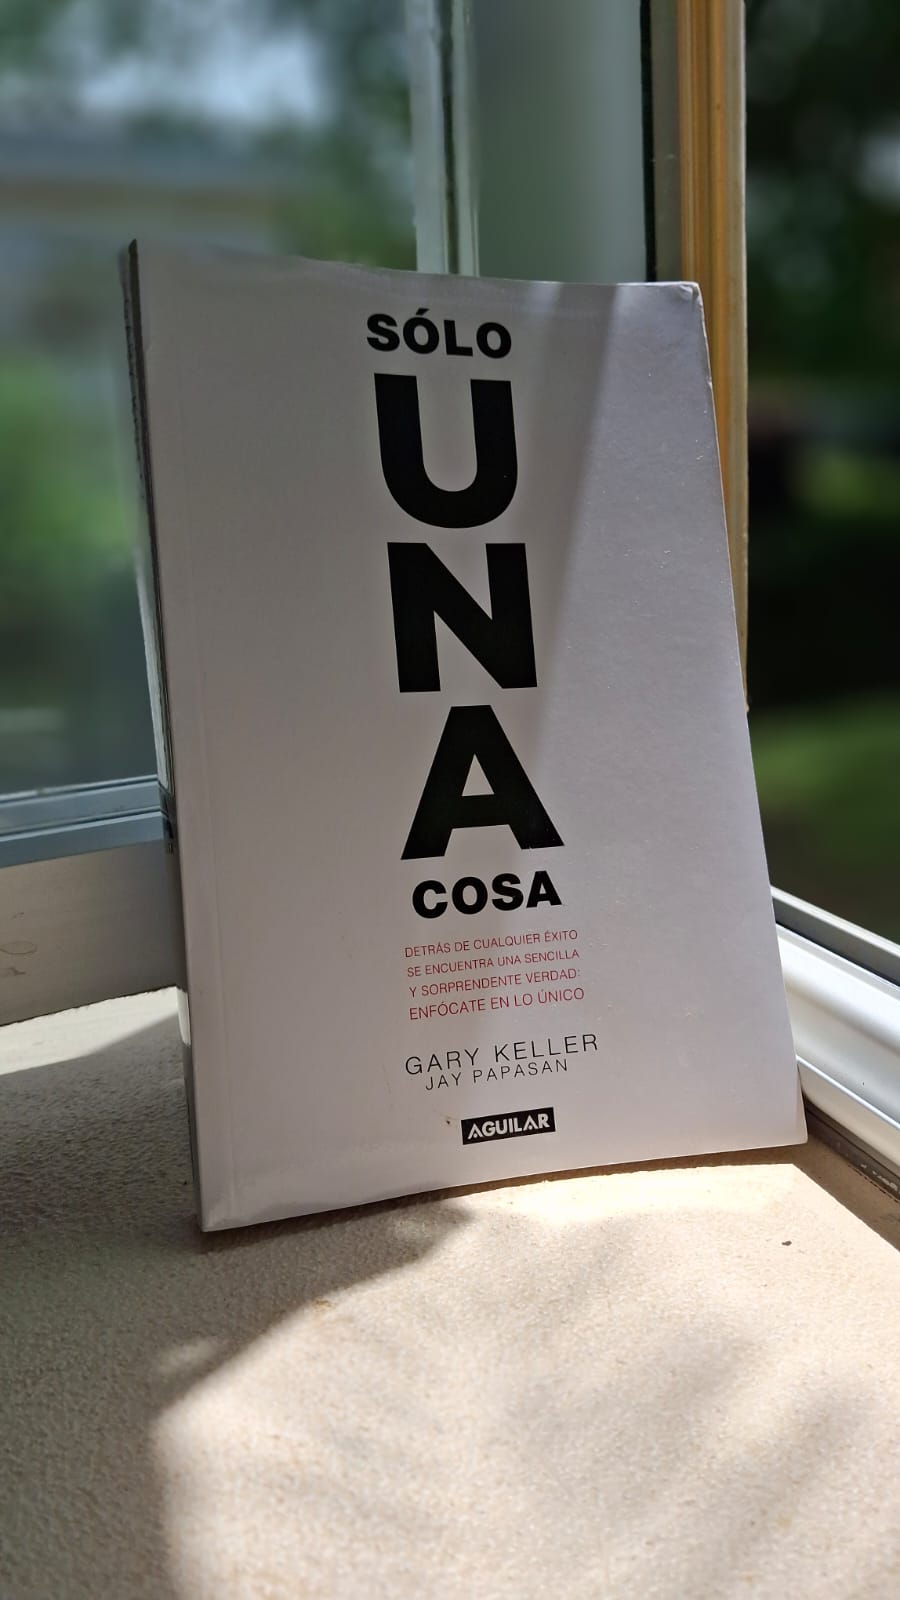 SÓLO
UNA
COSA
DETRÁS DE CUALQUIER ÉXITO
SE ENCUENTRA UNA SENCILLA
Y SORPRENDENTE VERDAD:
ENFÓCATE EN LO ÚNICO
GARY KELLER
JAY PAPASAN
AGUILAR